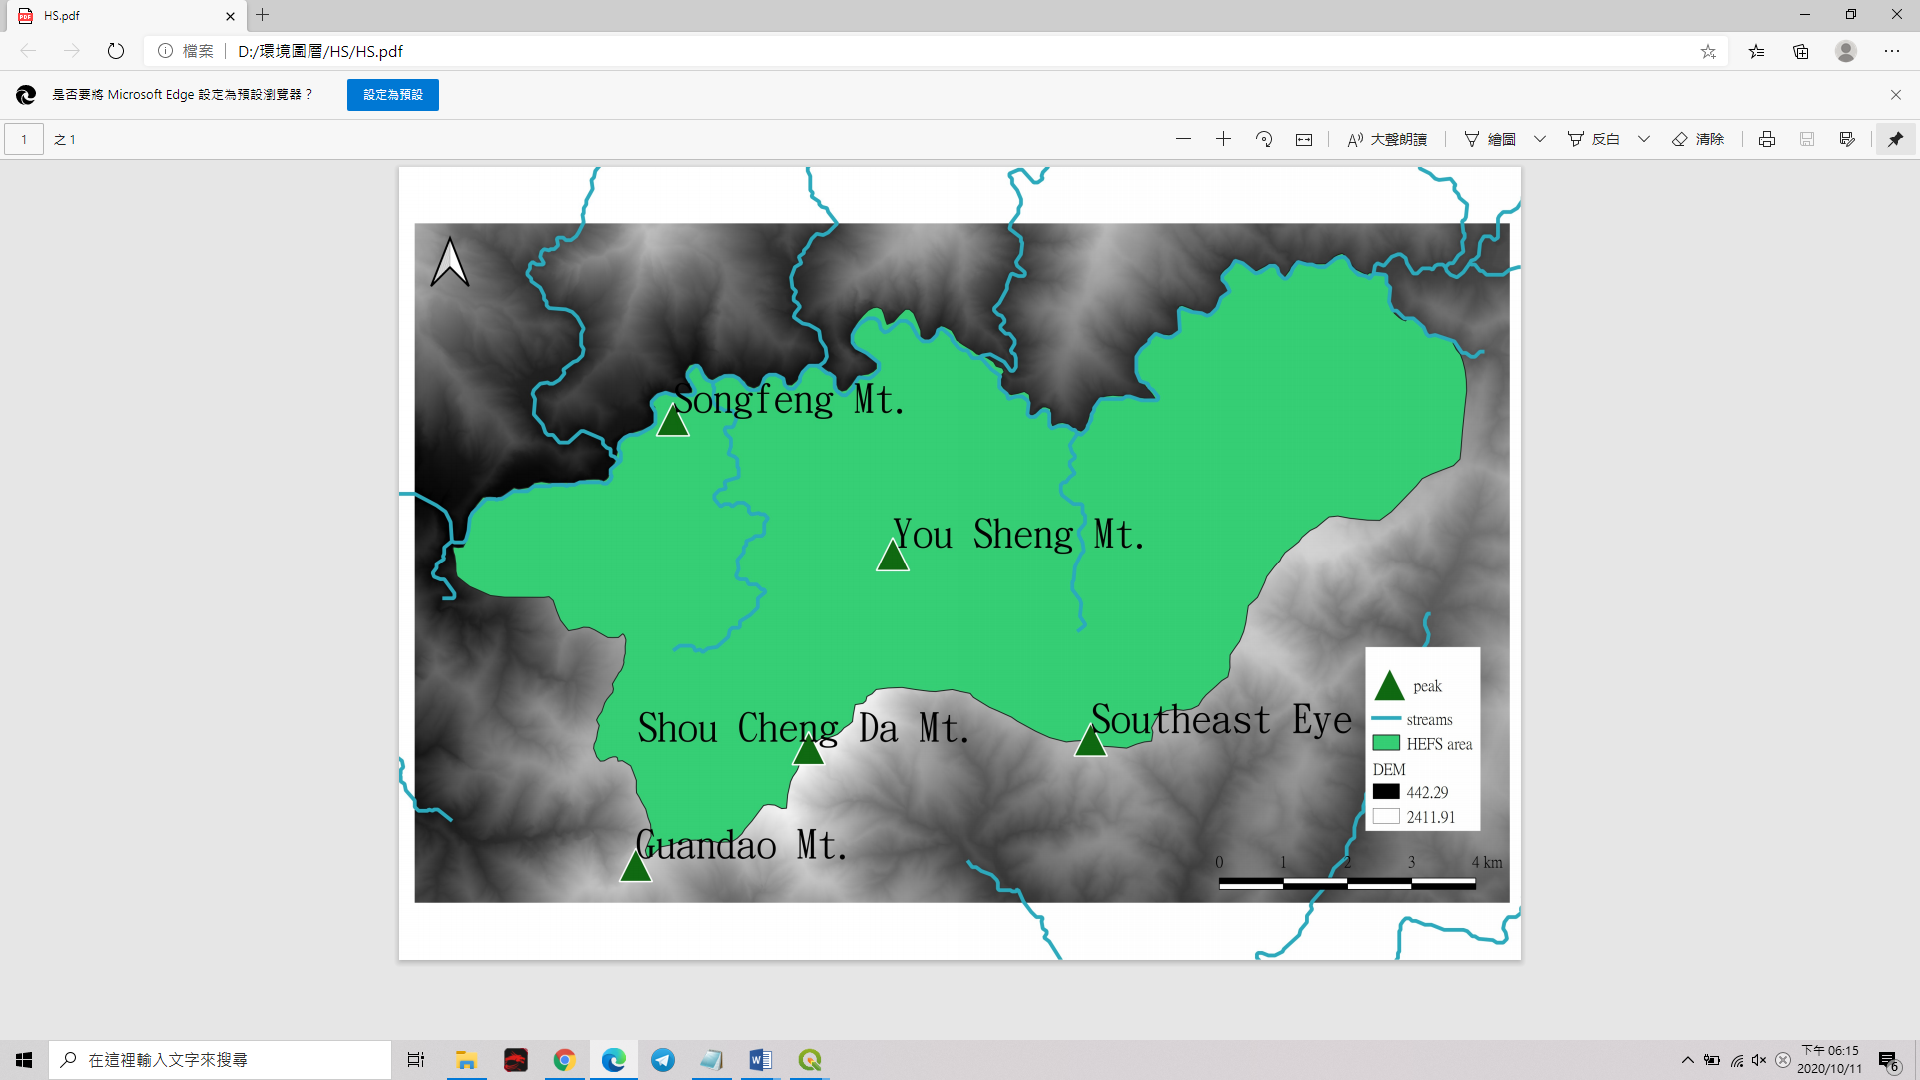 HS.pdf
檔案
D:/環境圖層/HS/HS.pdf
是否要將 Microsoft Edge 設定為預設瀏覽器？
設定為預設
1
之 1
大聲朗讀
繪圖
反白
清除
Songfeng Mt.
You Sheng Mt.
Shou Cheng Da Mt.
Southeast Eye
Guandao Mt.
peak
streams
HEFS area
DEM
442.29
2411.91
0 1 2 3 4 km
在這裡輸入文字來搜尋
下午 06:15
2020/10/11
6